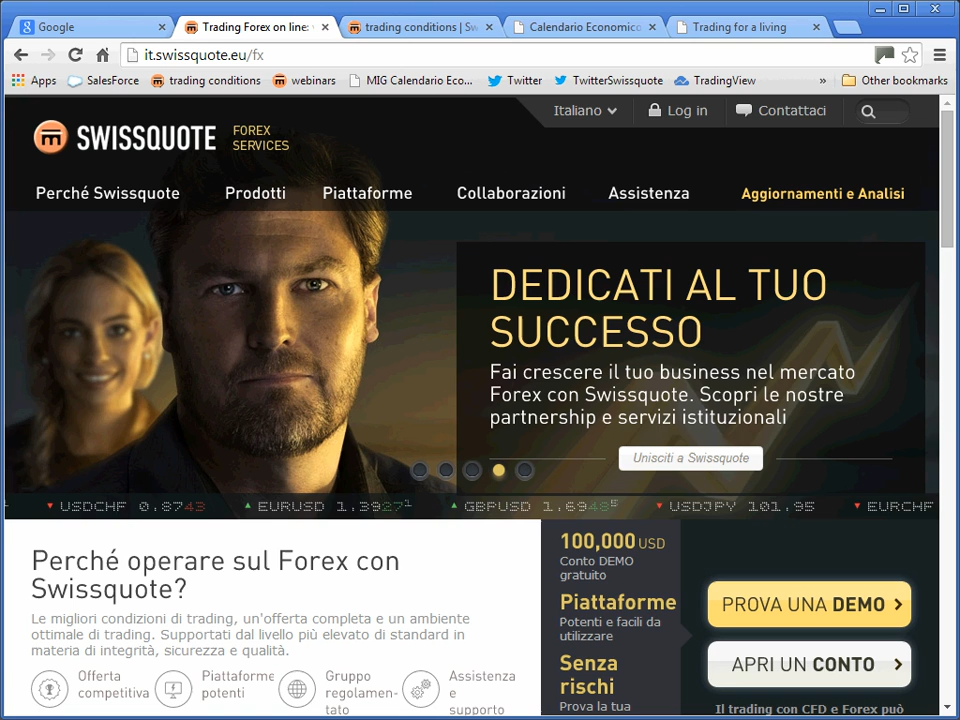 Google
Trading Forex on line:
trading conditions | Sw
Calendario Economico
Trading for a living
it.swissquote.eu/fx
Apps
SalesForce
trading conditions
webinars
MIG Calendario Eco...
Twitter
TwitterSwissquote
TradingView
»
Other bookmarks
Italiano
Log in
Contattaci
SWISSQUOTE
FOREX
SERVICES
Perché Swissquote
Prodotti
Piattaforme
Collaborazioni
Assistenza
Aggiornamenti e Analisi
DEDICATI AL TUO
SUCCESSO
Fai crescere il tuo business nel mercato
Forex con Swissquote. Scopri le nostre
partnership e servizi istituzionali
Unisciti a Swissquote
USDCHF 0.8743
EURUSD 1.39271
GBPUSD 1.69485
USDJPY 101.95
EURCHF
Perché operare sul Forex con
Swissquote?
Le migliori condizioni di trading, un'offerta completa e un ambiente
ottimale di trading. Supportati dal livello più elevato di standard in
materia di integrità, sicurezza e qualità.
Offerta
competitiva
Piattaforme
potenti
Gruppo
regolamen-
tato
Assistenza
e
supporto
100,000 USD
Conto DEMO
gratuito
Piattaforme
Potenti e facili da
utilizzare
Senza
rischi
Prova la tua
PROVA UNA DEMO
APRI UN CONTO
Il trading con CFD e Forex può